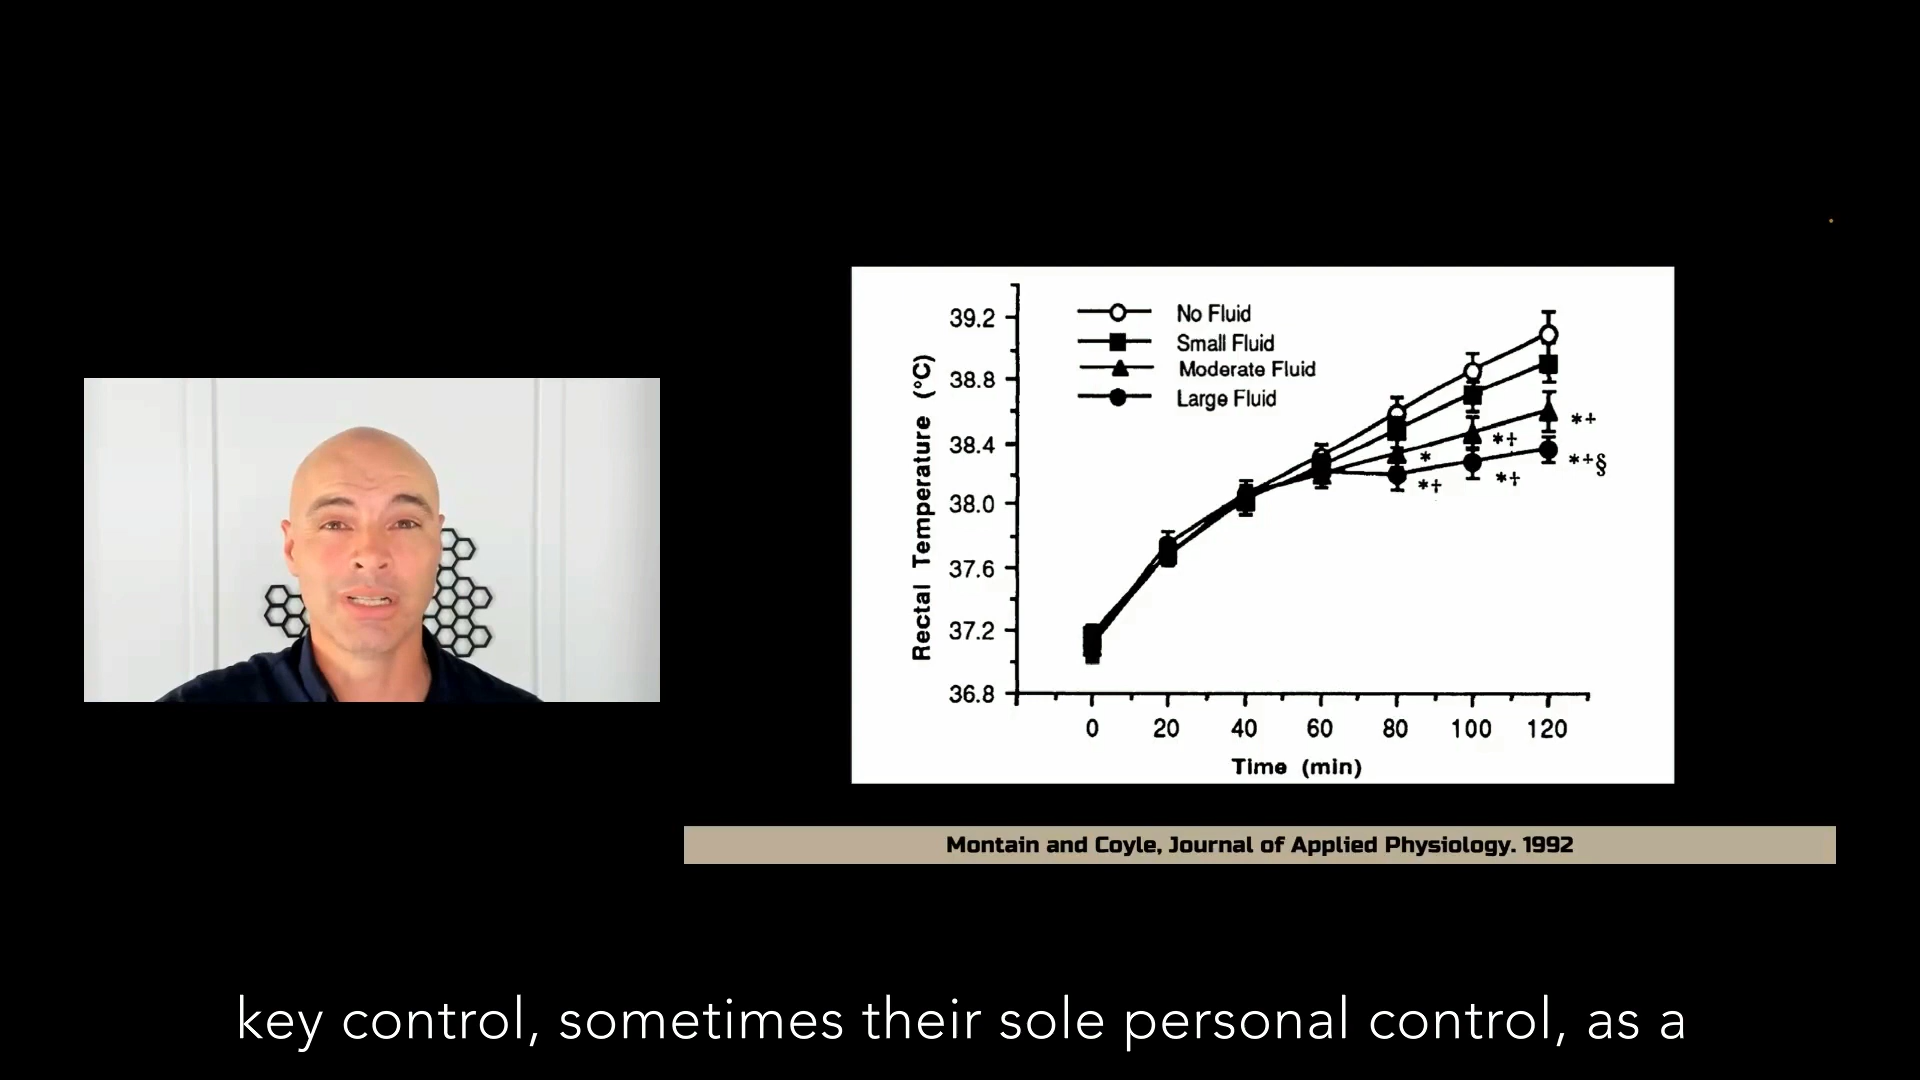 No Fluid
Small Fluid
Moderate Fluid
Large Fluid
Rectal Temperature (°C)
39.2
38.8
38.4
38.0
37.6
37.2
36.8
*+
*†
*
*+§
*†
*†
0 20 40 60 80 100 120
Time (min)
Montain and Coyle, Journal of Applied Physiology. 1992
key control, sometimes their sole personal control, as a